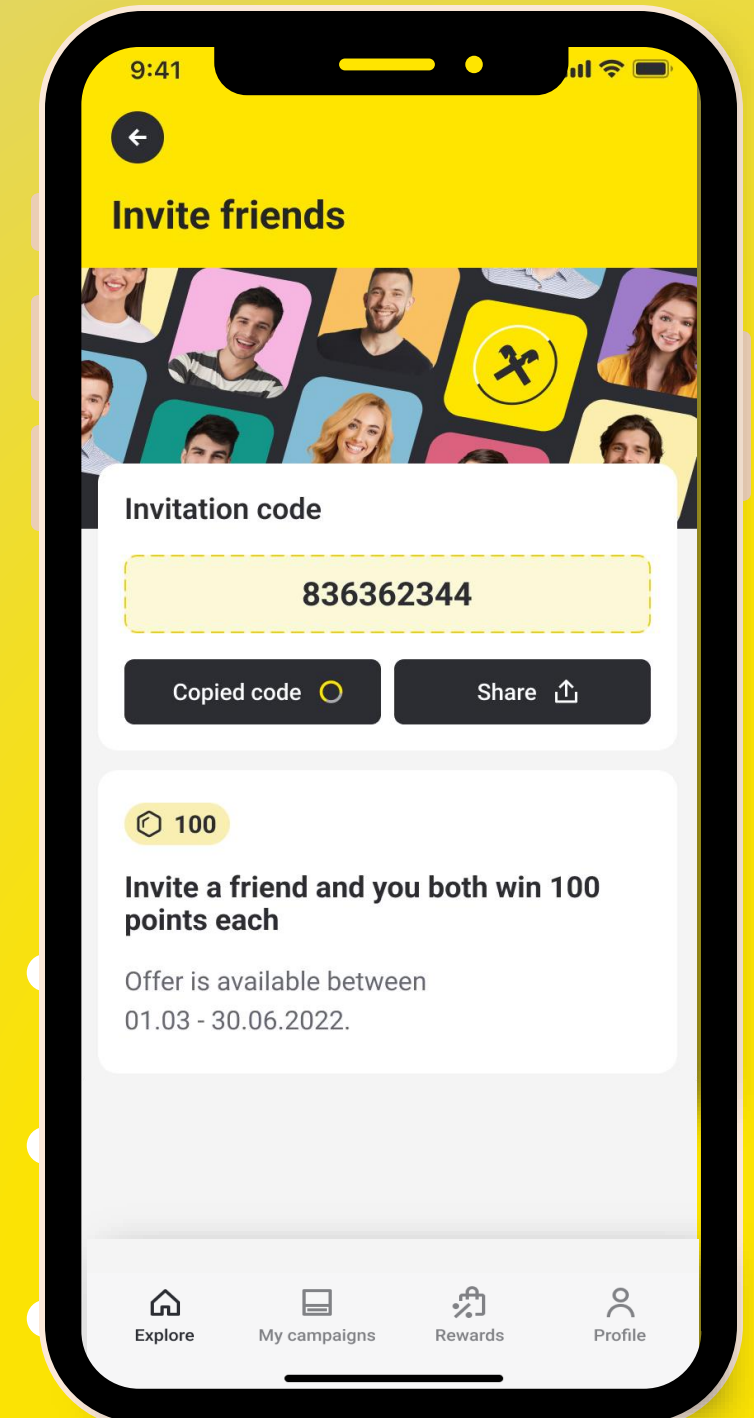 9:41
Invite friends
Invitation code
836362344
Copied code
Share
100
Invite a friend and you both win 100
points each
Offer is available between
01.03 - 30.06.2022.
Explore
My campaigns
Rewards
Profile